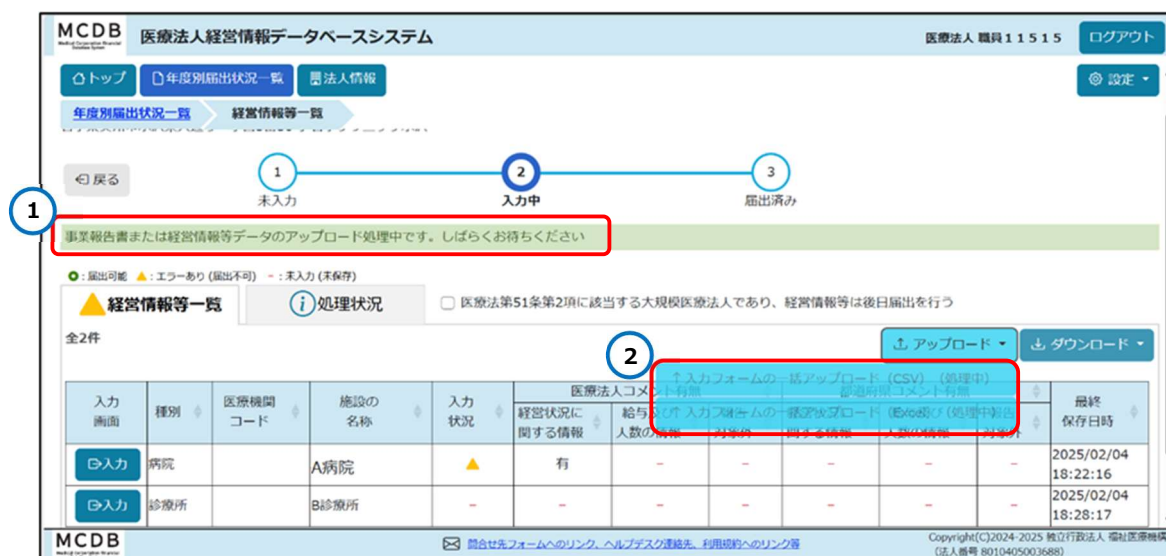 MCDB 医療法人経営情報データベースシステム 医療法人 職員11515 ログアウト
トップ 年度別届出状況一覧 法人情報 設定
年度別届出状況一覧 経営情報等一覧
戻る
1 2 3
未入力 入力中 届出済み
1
事業報告書または経営情報等データのアップロード処理中です。しばらくお待ちください
：届出可能 ：エラーあり (届出不可) －：未入力 (未保存)
経営情報等一覧 処理状況 医療法第51条第2項に該当する大規模医療法人であり、経営情報等は後日届出を行う
全2件 アップロード ダウンロード
2
↑入力フォームの一括アップロード（CSV）（処理中）
↑入力フォームの一括アップロード（Excel）（処理中）
医療法人コメント有無 都道府県コメント有無
入力画面 種別 医療機関コード 施設の名称 入力状況 経営状況に関する情報 最終保存日時
入力 病院 A病院 有 － － － － － 2025/02/04 18:22:16
入力 診療所 B診療所 － － － － － － － 2025/02/04 18:28:17
MCDB 問合せ先フォームへのリンク、ヘルプデスク連絡先、利用規約へのリンク等 Copyright(C)2024-2025 独立行政法人 福祉医療機構
(法人番号 8010405003688)